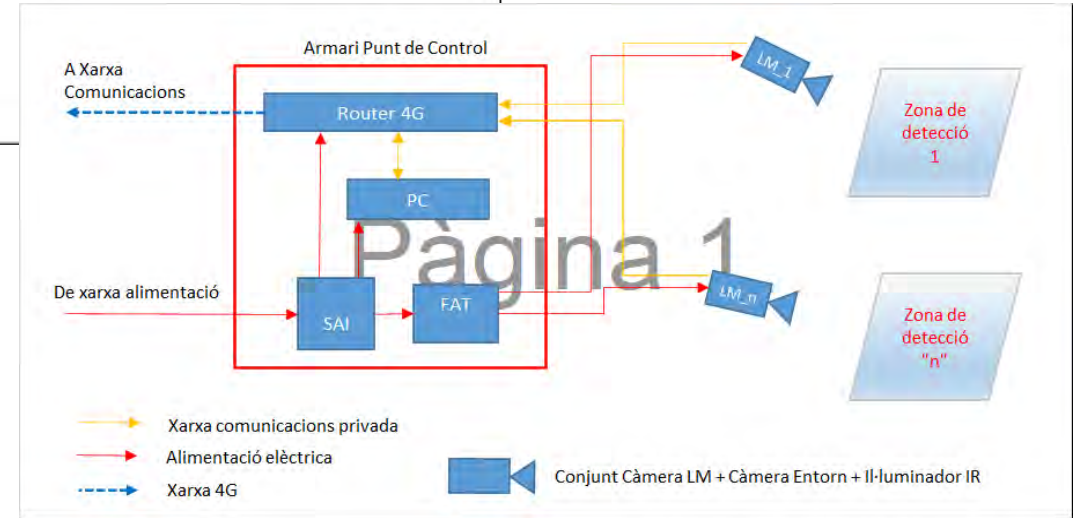 Armari Punt de Control
A Xarxa
Comunicacions
Router 4G
LM_1
Zona de
detecció
1
PC
Pàgina 1
De xarxa alimentació
SAI
FAT
LM_n
Zona de
detecció
"n"
Xarxa comunicacions privada
Alimentació elèctrica
Xarxa 4G
Conjunt Càmera LM + Càmera Entorn + Il·luminador IR